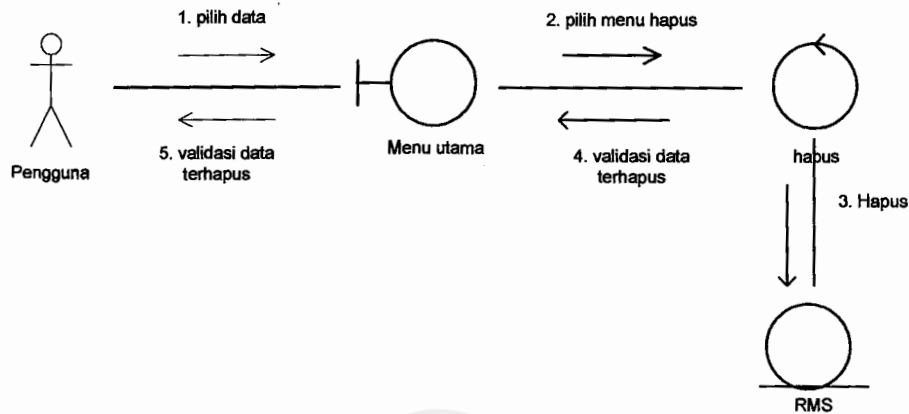 1. pilih data
2. pilih menu hapus
Pengguna
5. validasi data
terhapus
Menu utama
4. validasi data
terhapus
hapus
3. Hapus
RMS